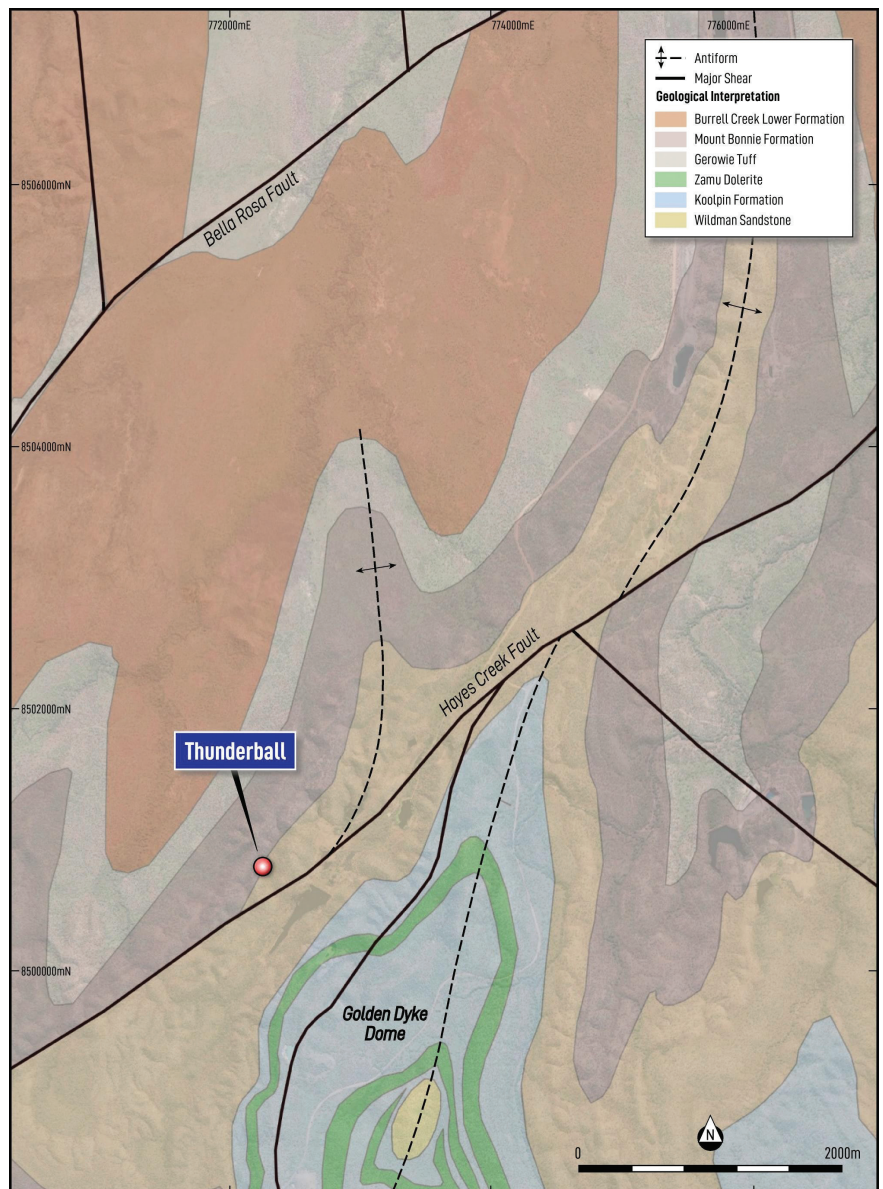 772000mE
774000mE
776000mE
Antiform
Major Shear
Geological Interpretation
Burrell Creek Lower Formation
Mount Bonnie Formation
Gerowie Tuff
Zamu Dolerite
Koolpin Formation
Wildman Sandstone
8506000mN
Bella Rosa Fault
8504000mN
Hayes Creek Fault
8502000mN
Thunderball
8500000mN
Golden Dyke
Dome
N
0
2000m